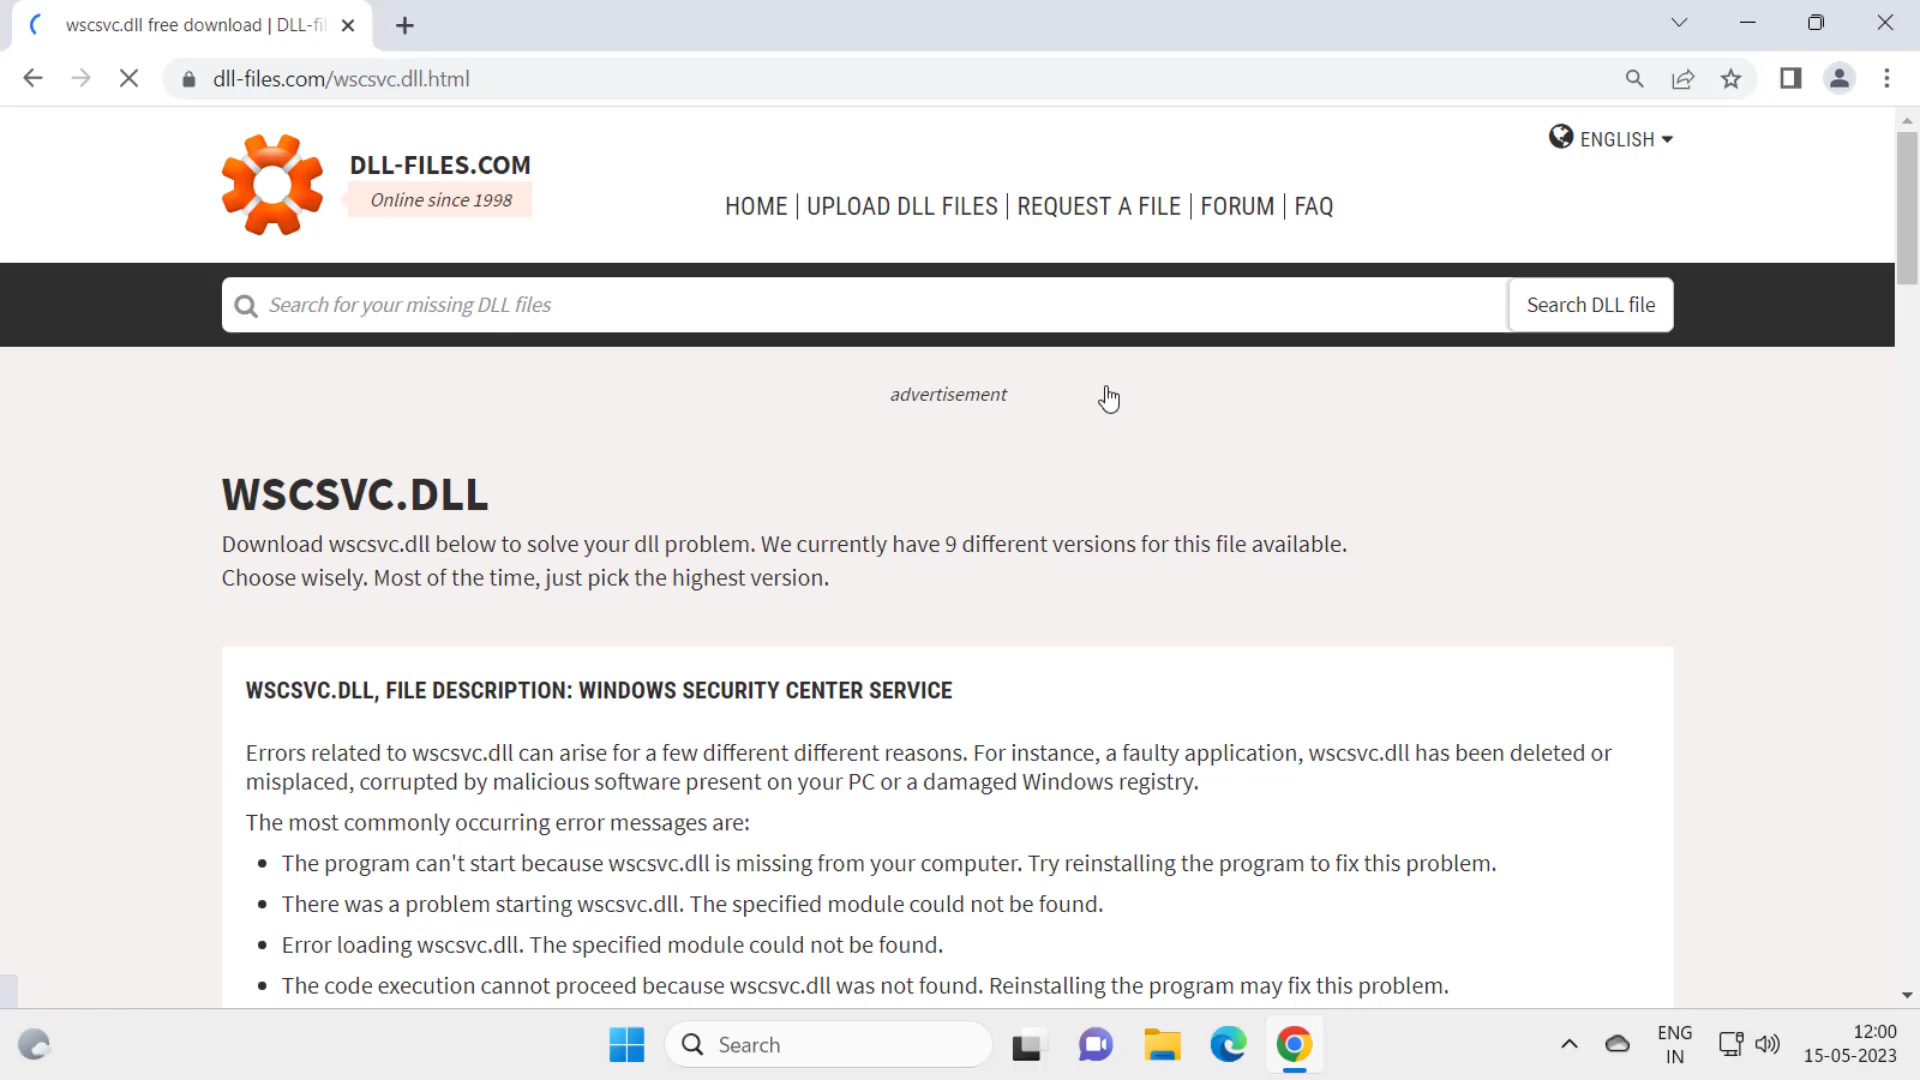 wscsvc.dll free download | DLL-fil
dll-files.com/wscsvc.dll.html
ENGLISH
DLL-FILES.COM
Online since 1998
HOME | UPLOAD DLL FILES | REQUEST A FILE | FORUM | FAQ
Search for your missing DLL files
Search DLL file
advertisement
WSCSVC.DLL
Download wscsvc.dll below to solve your dll problem. We currently have 9 different versions for this file available.
Choose wisely. Most of the time, just pick the highest version.
WSCSVC.DLL, FILE DESCRIPTION: WINDOWS SECURITY CENTER SERVICE
Errors related to wscsvc.dll can arise for a few different different reasons. For instance, a faulty application, wscsvc.dll has been deleted or
misplaced, corrupted by malicious software present on your PC or a damaged Windows registry.
The most commonly occurring error messages are:
• The program can't start because wscsvc.dll is missing from your computer. Try reinstalling the program to fix this problem.
• There was a problem starting wscsvc.dll. The specified module could not be found.
• Error loading wscsvc.dll. The specified module could not be found.
• The code execution cannot proceed because wscsvc.dll was not found. Reinstalling the program may fix this problem.
Search
ENG
IN
12:00
15-05-2023